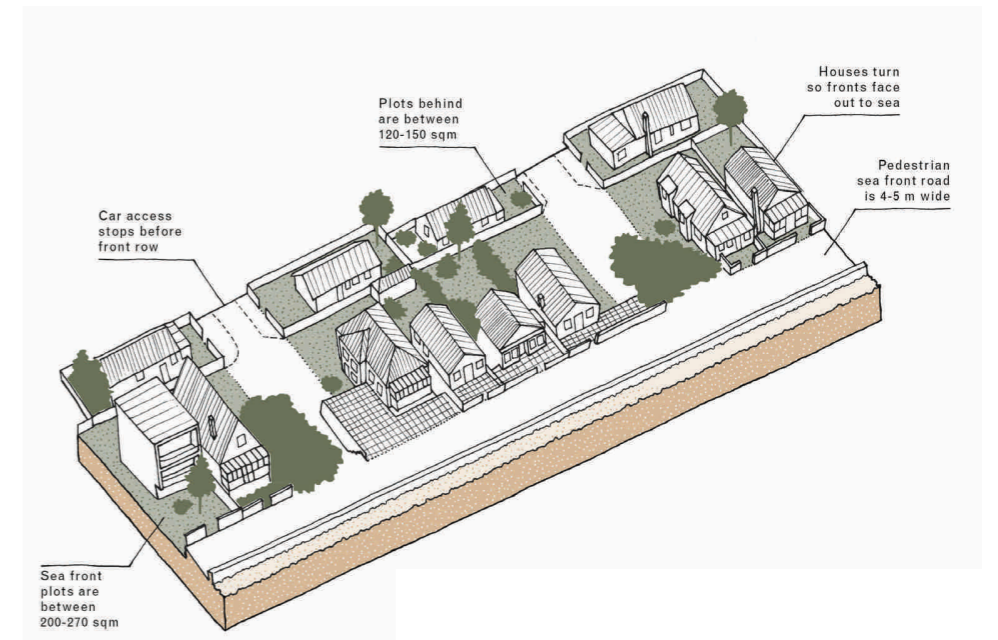 Houses turn
so fronts face
out to sea
Plots behind
are between
120-150 sqm
Pedestrian
sea front road
is 4-5 m wide
Car access
stops before
front row
Sea front
plots are
between
200-270 sqm